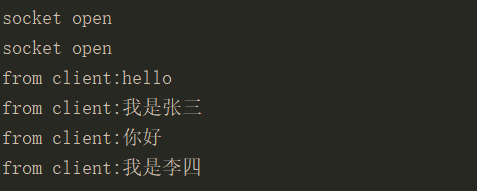 socket open
socket open
from client:hello
from client:我是张三
from client:你好
from client:我是李四